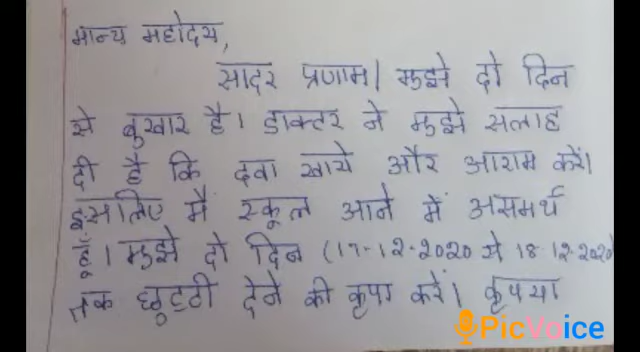 मान्य महोदय,
सादर प्रणाम। मुझे दो दिन
से बुखार है। डाक्टर ने मुझे सलाह
दी है कि दवा खाये और आराम करें।
इसलिए मैं स्कूल आने में असमर्थ
हूँ। मुझे दो दिन (17-12-2020 से 18-12-2020)
तक छुट्टी देने की कृपा करें। कृपया
PicVoice